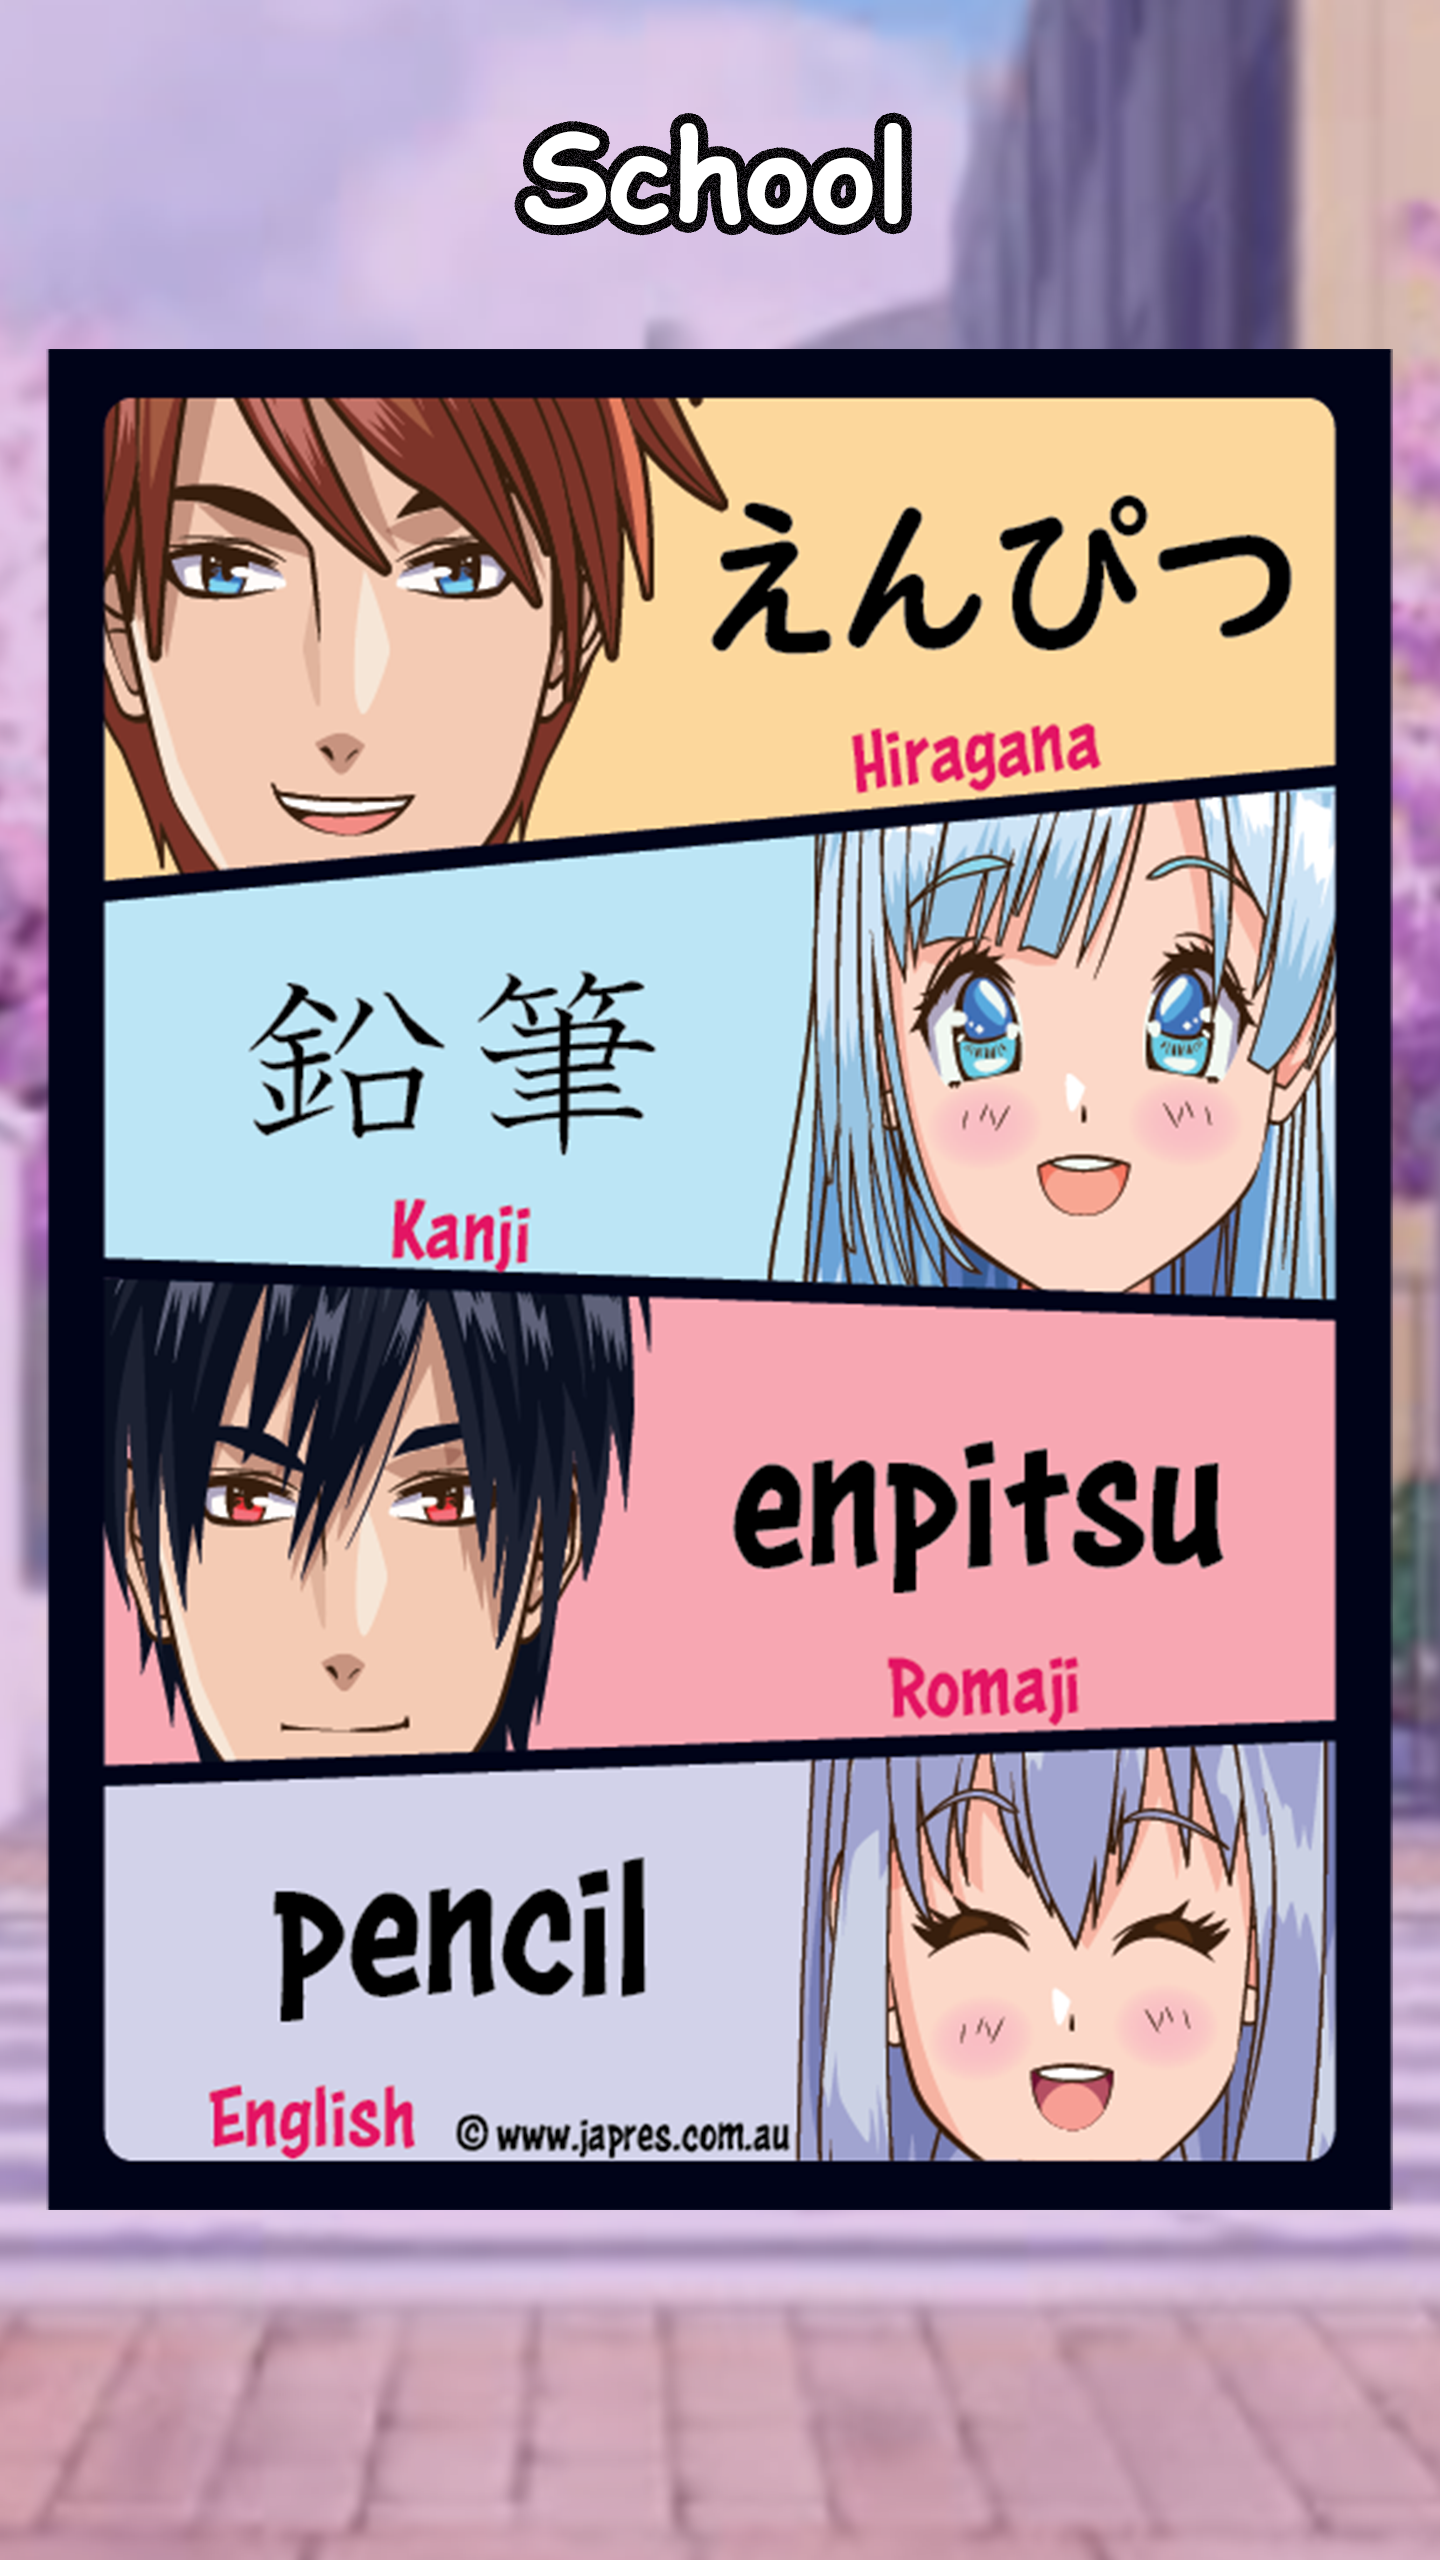 School
えんぴつ
Hiragana
鉛筆
Kanji
enpitsu
Romaji
pencil
English
© www.japres.com.au